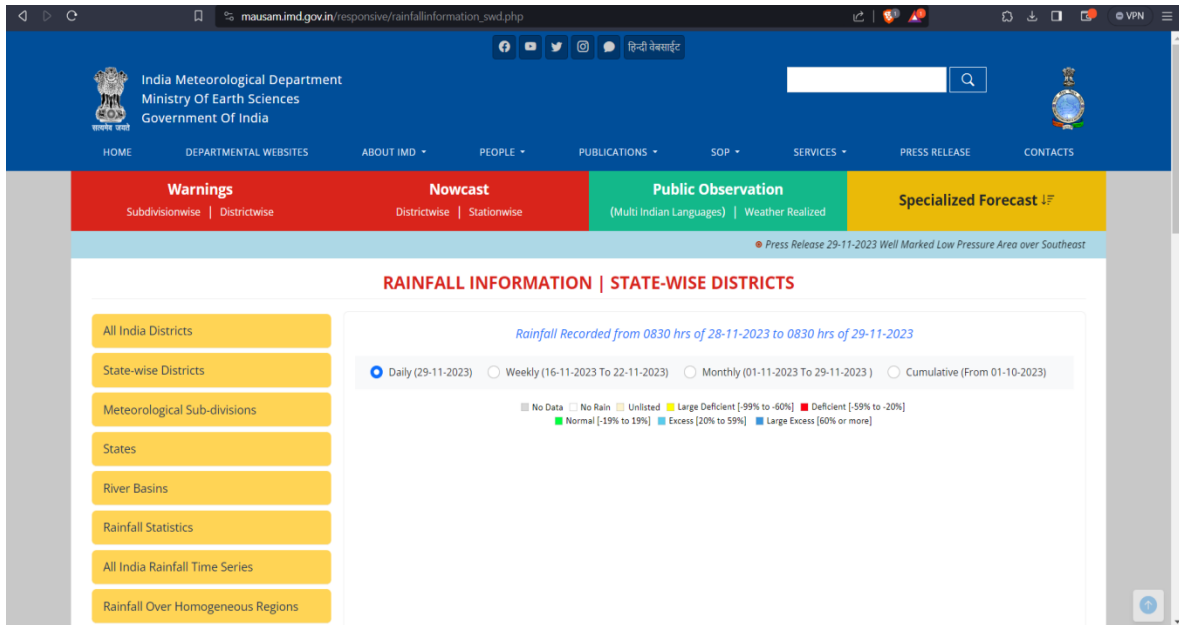 mausam.imd.gov.in/responsive/rainfallinformation_swd.php
VPN
हिन्दी वेबसाईट
India Meteorological Department
Ministry Of Earth Sciences
Government Of India
सत्यमेव जयते
HOME DEPARTMENTAL WEBSITES ABOUT IMD PEOPLE PUBLICATIONS SOP SERVICES PRESS RELEASE CONTACTS
Warnings Nowcast Public Observation Specialized Forecast
Subdivisionwise | Districtwise Districtwise | Stationwise (Multi Indian Languages) | Weather Realized
Press Release 29-11-2023 Well Marked Low Pressure Area over Southeast
RAINFALL INFORMATION | STATE-WISE DISTRICTS
All India Districts
State-wise Districts
Meteorological Sub-divisions
States
River Basins
Rainfall Statistics
All India Rainfall Time Series
Rainfall Over Homogeneous Regions
Rainfall Recorded from 0830 hrs of 28-11-2023 to 0830 hrs of 29-11-2023
Daily (29-11-2023) Weekly (16-11-2023 To 22-11-2023) Monthly (01-11-2023 To 29-11-2023 ) Cumulative (From 01-10-2023)
No Data No Rain Unlisted Large Deficient [-99% to -60%] Deficient [-59% to -20%]
Normal [-19% to 19%] Excess [20% to 59%] Large Excess [60% or more]